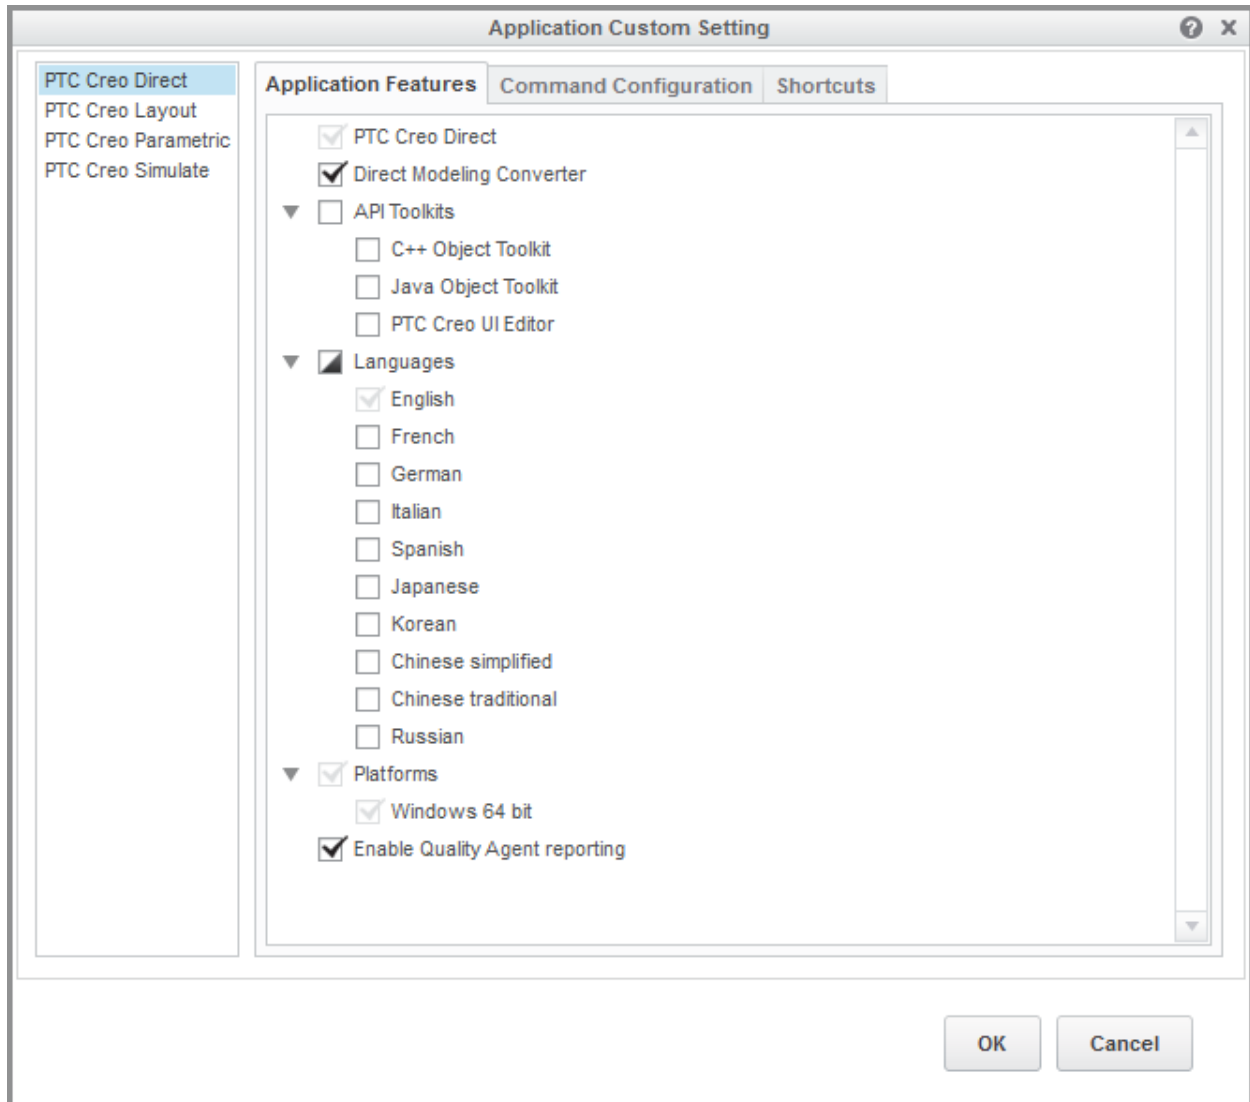 Application Custom Setting
PTC Creo Direct
PTC Creo Layout
PTC Creo Parametric
PTC Creo Simulate
Application Features Command Configuration Shortcuts
PTC Creo Direct
Direct Modeling Converter
API Toolkits
C++ Object Toolkit
Java Object Toolkit
PTC Creo UI Editor
Languages
English
French
German
Italian
Spanish
Japanese
Korean
Chinese simplified
Chinese traditional
Russian
Platforms
Windows 64 bit
Enable Quality Agent reporting
OK Cancel